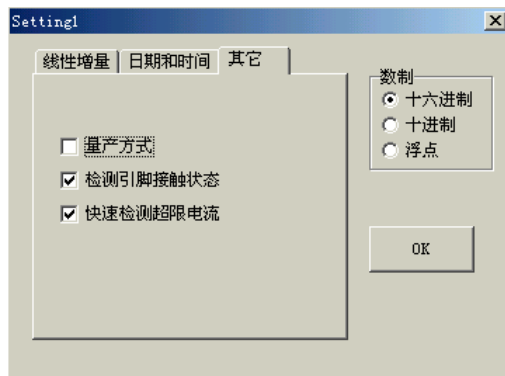 Setting1
线性增量 日期和时间 其它
数制
十六进制
十进制
浮点
量产方式
检测引脚接触状态
快速检测超限电流
OK